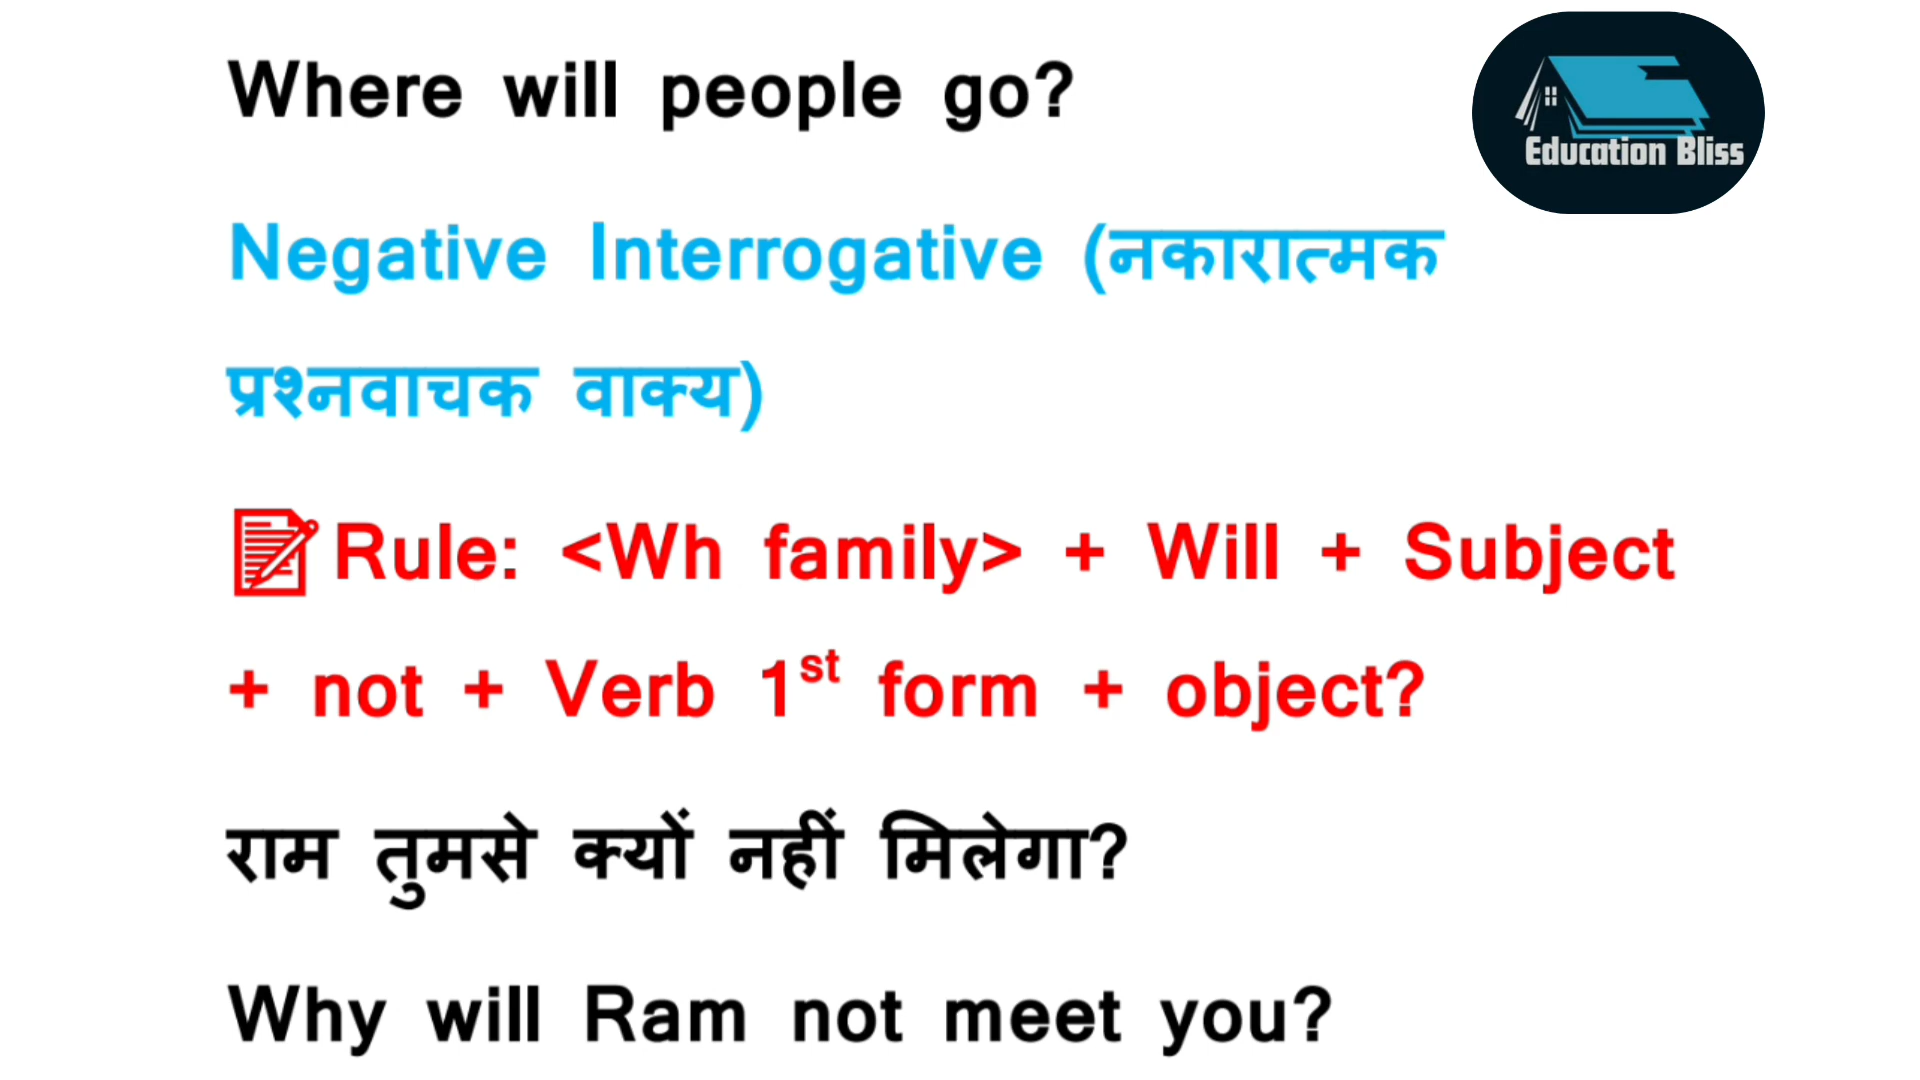 Where will people go?
Education Bliss
Negative Interrogative (नकारात्मक
प्रश्नवाचक वाक्य)
Rule: <Wh family> + Will + Subject
+ not + Verb 1st form + object?
राम तुमसे क्यों नहीं मिलेगा?
Why will Ram not meet you?